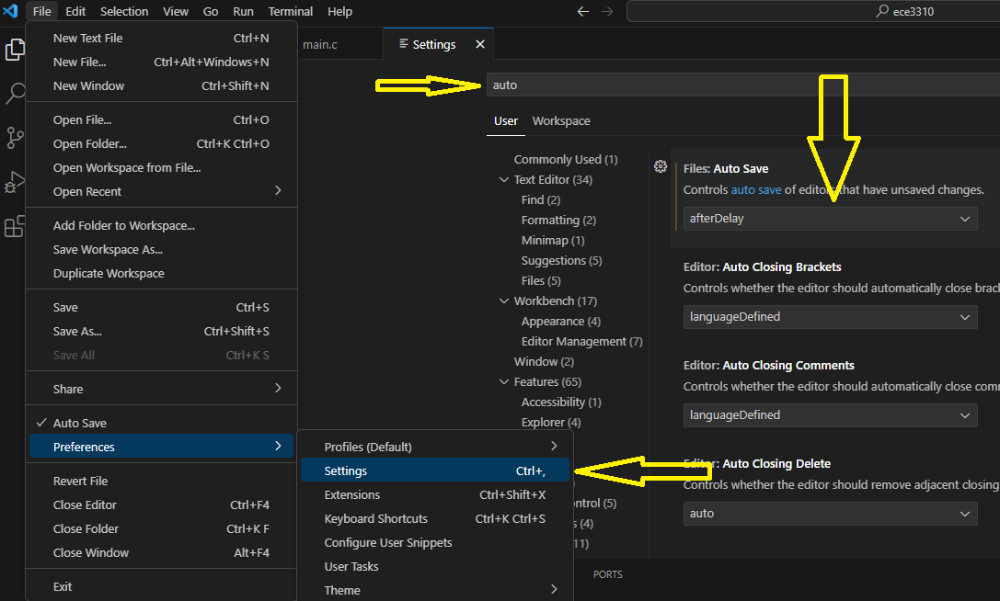 File Edit Selection View Go Run Terminal Help
ece3310
New Text File Ctrl+N
New File... Ctrl+Alt+Windows+N
New Window Ctrl+Shift+N
Open File... Ctrl+O
Open Folder... Ctrl+K Ctrl+O
Open Workspace from File...
Open Recent
Add Folder to Workspace...
Save Workspace As...
Duplicate Workspace
Save Ctrl+S
Save As... Ctrl+Shift+S
Save All Ctrl+K S
Share
Auto Save
Preferences
Revert File
Close Editor Ctrl+F4
Close Folder Ctrl+K F
Close Window Alt+F4
Exit
Profiles (Default)
Settings Ctrl+,
Extensions Ctrl+Shift+X
Keyboard Shortcuts Ctrl+K Ctrl+S
Configure User Snippets
User Tasks
Theme
main.c
Settings
auto
User Workspace
Commonly Used (1)
Text Editor (34)
Find (2)
Formatting (2)
Minimap (1)
Suggestions (5)
Files (5)
Workbench (17)
Appearance (4)
Editor Management (7)
Window (2)
Features (65)
Accessibility (1)
Explorer (4)
ntrol (5)
s (4)
11)
Files: Auto Save
Controls auto save of editors that have unsaved changes.
afterDelay
Editor: Auto Closing Brackets
Controls whether the editor should automatically close brac
languageDefined
Editor: Auto Closing Comments
Controls whether the editor should automatically close com
languageDefined
Editor: Auto Closing Delete
Controls whether the editor should remove adjacent closing
auto
PORTS